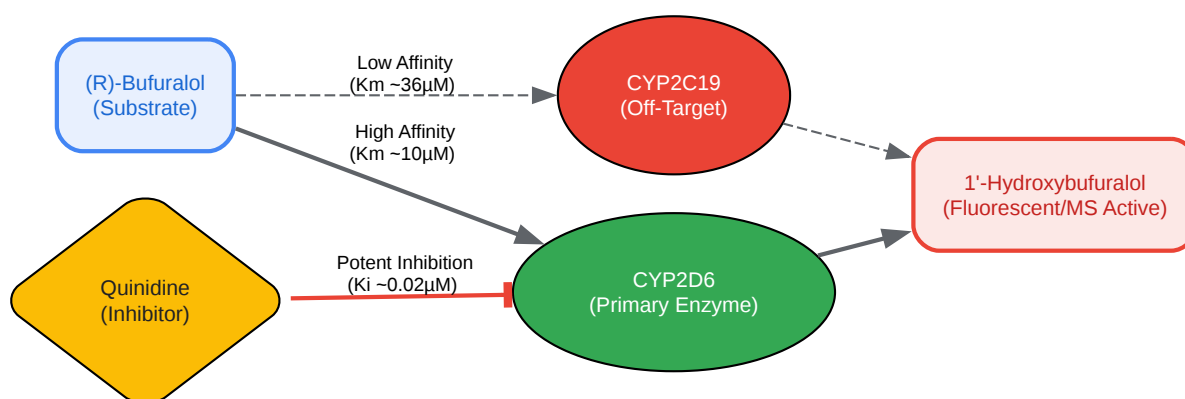 (R)-Bufuralol
(Substrate)
Low Affinity
(Km ~36µM)
CYP2C19
(Off-Target)
High Affinity
(Km ~10µM)
1'-Hydroxybufuralol
(Fluorescent/MS Active)
Quinidine
(Inhibitor)
Potent Inhibition
(Ki ~0.02µM)
CYP2D6
(Primary Enzyme)